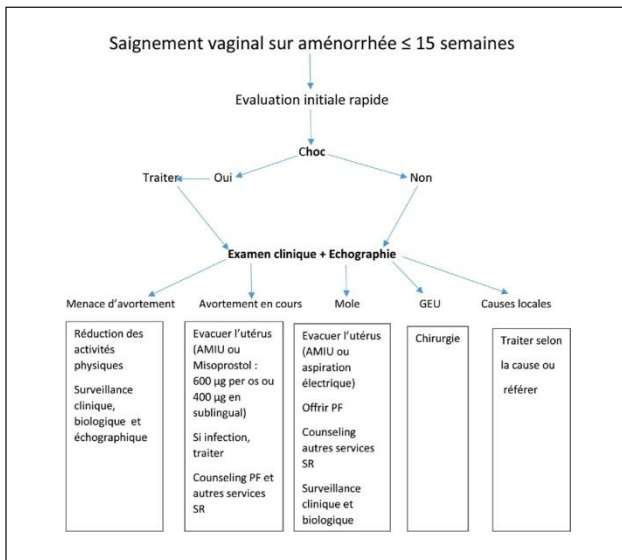 Saignement vaginal sur aménorrhée ≤ 15 semaines
Evaluation initiale rapide
Choc
Traiter
Oui
Non
Examen clinique + Echographie
Menace d'avortement
Avortement en cours
Mole
GEU
Causes locales
Réduction des
activités
physiques
Surveillance
clinique,
biologique et
échographique
Evacuer l'utérus
(AMIU ou
Misoprostol :
600 µg per os ou
400 µg en
sublingual)
Si infection,
traiter
Counseling PF et
autres services
SR
Evacuer l'utérus
(AMIU ou
aspiration
électrique)
Offrir PF
Counseling
autres services
SR
Surveillance
clinique et
biologique
Chirurgie
Traiter selon
la cause ou
référer